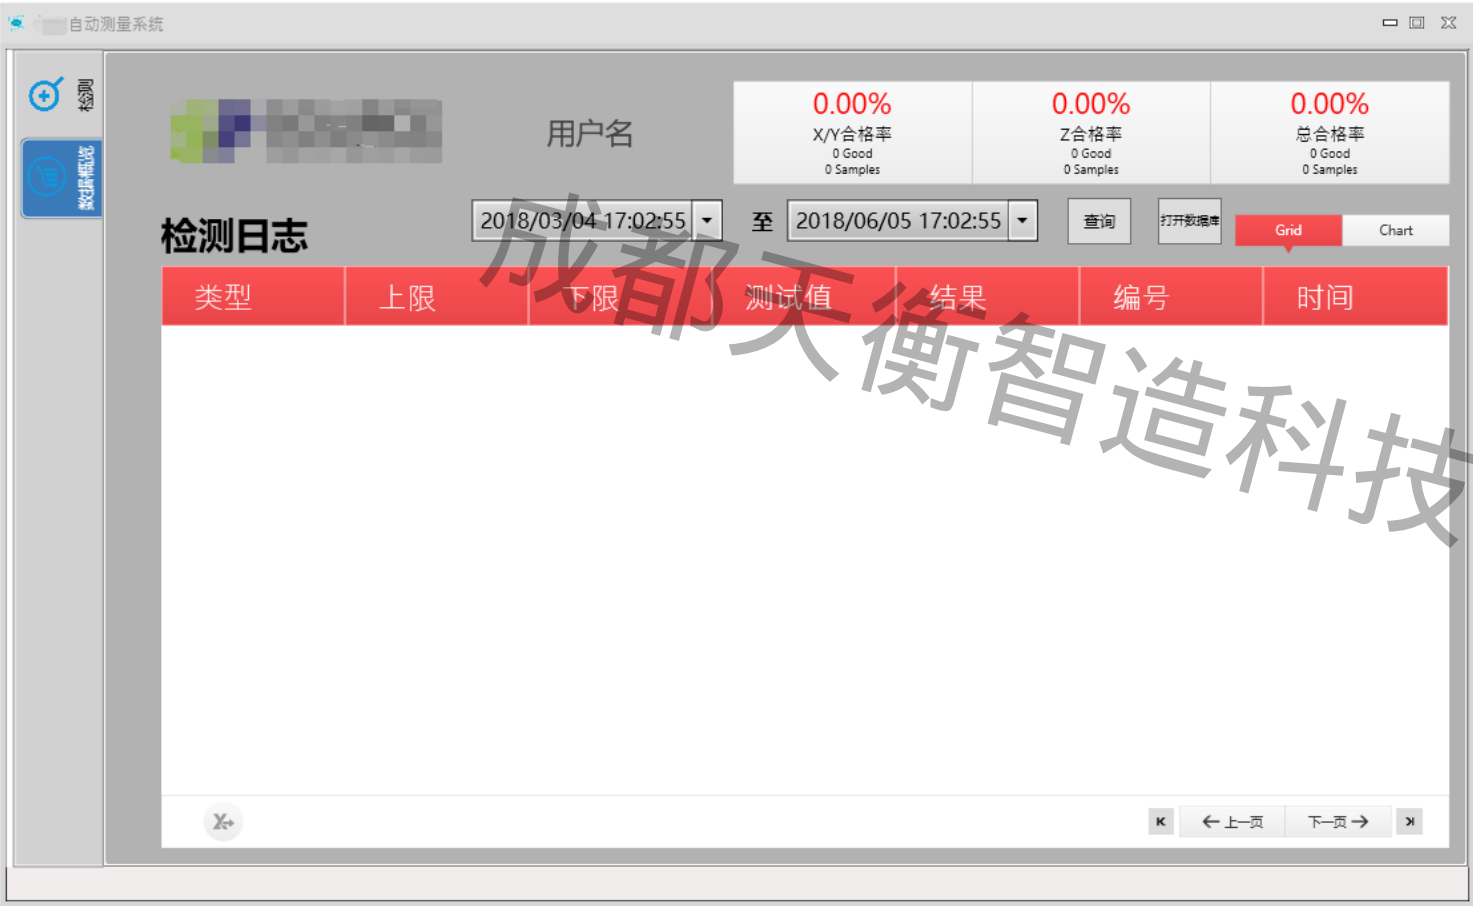 自动测量系统
检测
数据概览
用户名
0.00%
X/Y合格率
0 Good
0 Samples
0.00%
Z合格率
0 Good
0 Samples
0.00%
总合格率
0 Good
0 Samples
检测日志
2018/03/04 17:02:55
至
2018/06/05 17:02:55
查询
打开数据库
Grid
Chart
类型
上限
下限
测试值
结果
编号
时间
成都天衡智造科技
上一页
下一页